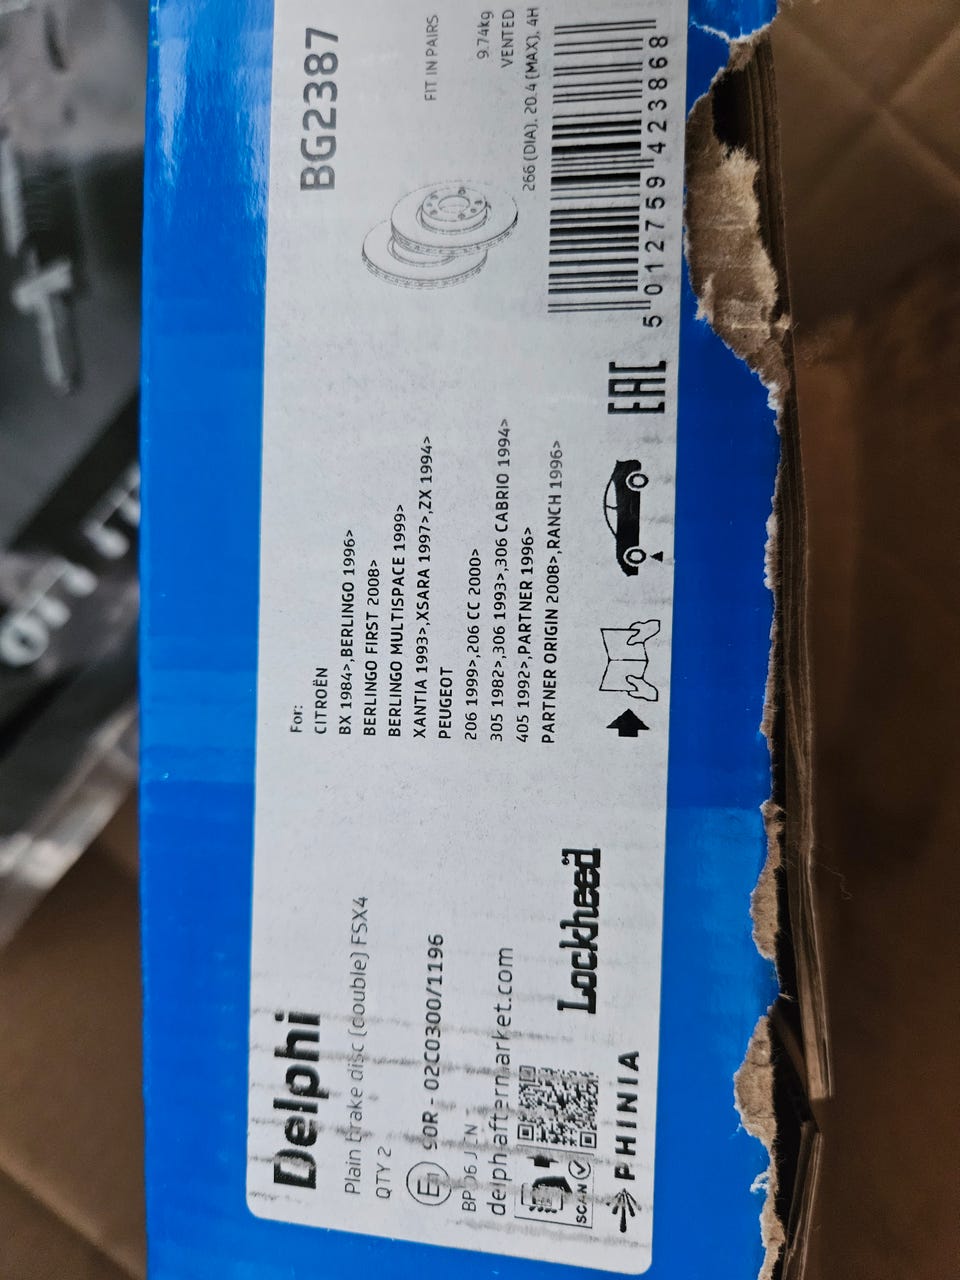 Delphi
Plain brake disc (double) FSX4
QTY 2
E1 90R - 02C0300/1196
delphiaftermarket.com
SCAN
PHINIA
Lockheed
For:
CITROËN
BX 1984>,BERLINGO 1996>
BERLINGO FIRST 2008>
BERLINGO MULTISPACE 1999>
XANTIA 1993>,XSARA 1997>,ZX 1994>
PEUGEOT
206 1999>,206 CC 2000>
305 1982>,306 1993>,306 CABRIO 1994>
405 1992>,PARTNER 1996>
PARTNER ORIGIN 2008>,RANCH 1996>
EAC
BG2387
FIT IN PAIRS
9.74kg
VENTED
266 (DIA), 20.4 (MAX), 4H
5 012759 423868